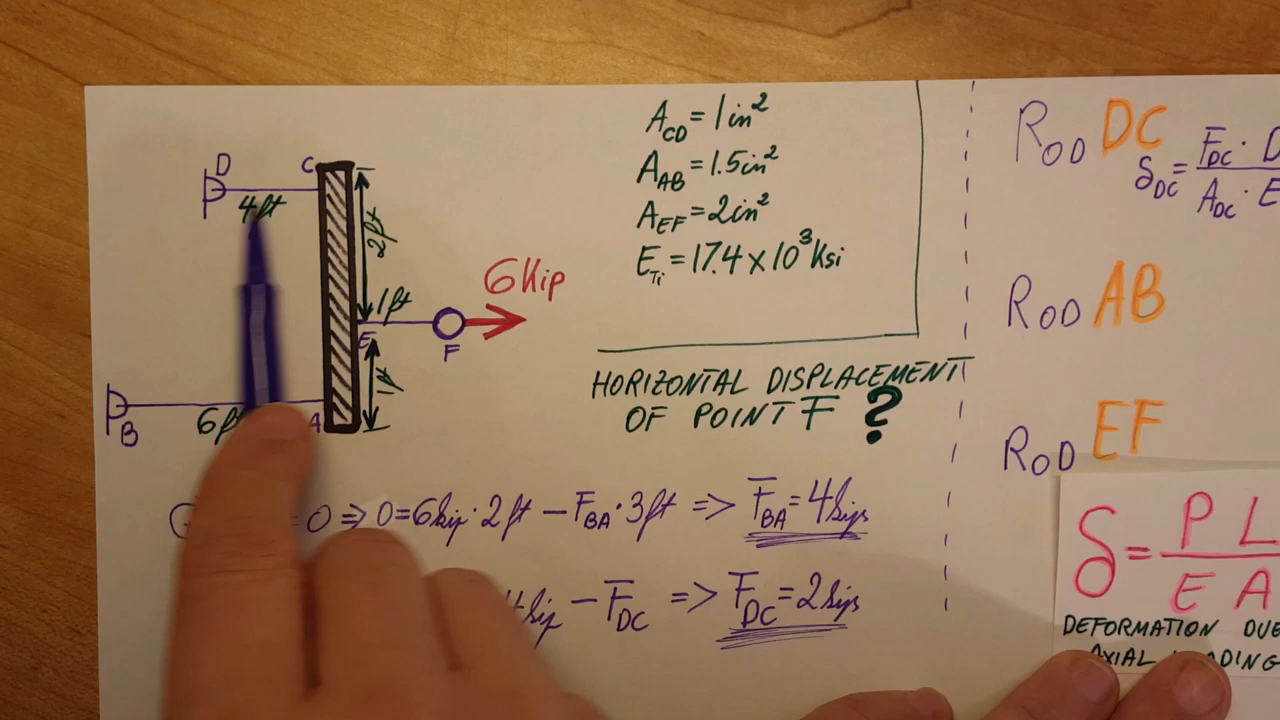 D
C
4ft
2ft
1ft
E
F
6Kip
1ft
B
6ft
A
A_CD = 1in²
A_AB = 1.5in²
A_EF = 2in²
E_Ti = 17.4 x 10³ Ksi
HORIZONTAL DISPLACEMENT
OF POINT F ?
= 0 => 0 = 6kip · 2ft - F_BA · 3ft => F_BA = 4kips
kip - F_DC => F_DC = 2kips
ROD DC
δ_DC = F_DC · D
A_DC · E
ROD AB
ROD EF
δ = P L
E A
DEFORMATION DUE
AXIAL